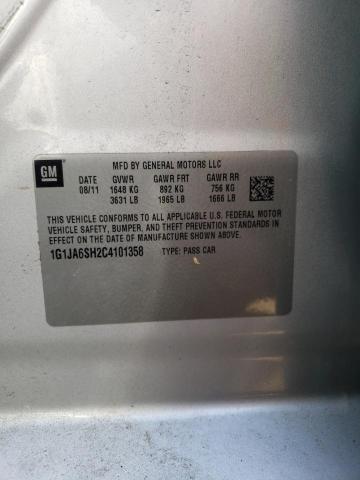 GM
MFD BY GENERAL MOTORS LLC
DATE GVWR GAWR FRT GAWR RR
08/11 1648 KG 892 KG 756 KG
3631 LB 1965 LB 1666 LB
THIS VEHICLE CONFORMS TO ALL APPLICABLE U.S. FEDERAL MOTOR
VEHICLE SAFETY, BUMPER, AND THEFT PREVENTION STANDARDS IN
EFFECT ON THE DATE OF MANUFACTURE SHOWN ABOVE.
1G1JA6SH2C4101358 TYPE: PASS CAR